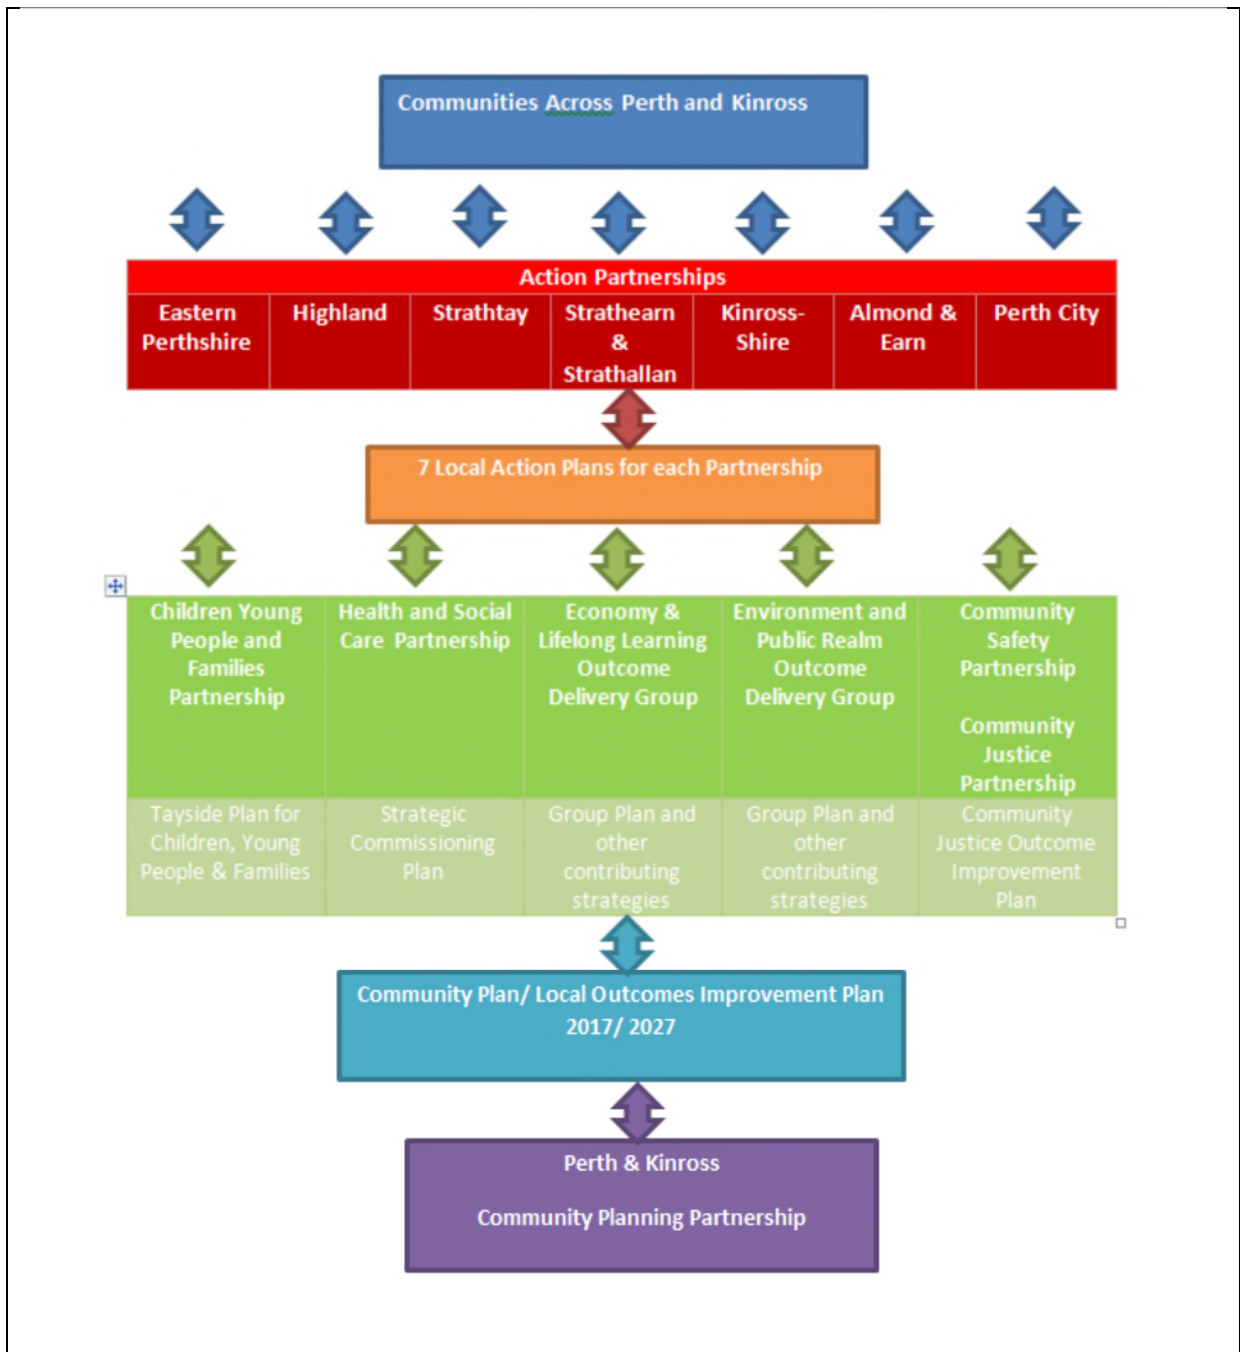 Communities Across Perth and Kinross
Action Partnerships
Eastern
Perthshire
Highland
Strathtay
Strathearn
&
Strathallan
Kinross-
Shire
Almond &
Earn
Perth City
7 Local Action Plans for each Partnership
Children Young
People and
Families
Partnership
Health and Social
Care Partnership
Economy &
Lifelong Learning
Outcome
Delivery Group
Environment and
Public Realm
Outcome
Delivery Group
Community
Safety
Partnership
Community
Justice
Partnership
Tayside Plan for
Children, Young
People & Families
Strategic
Commissioning
Plan
Group Plan and
other
contributing
strategies
Group Plan and
other
contributing
strategies
Community
Justice Outcome
Improvement
Plan
Community Plan/ Local Outcomes Improvement Plan
2017/ 2027
Perth & Kinross
Community Planning Partnership